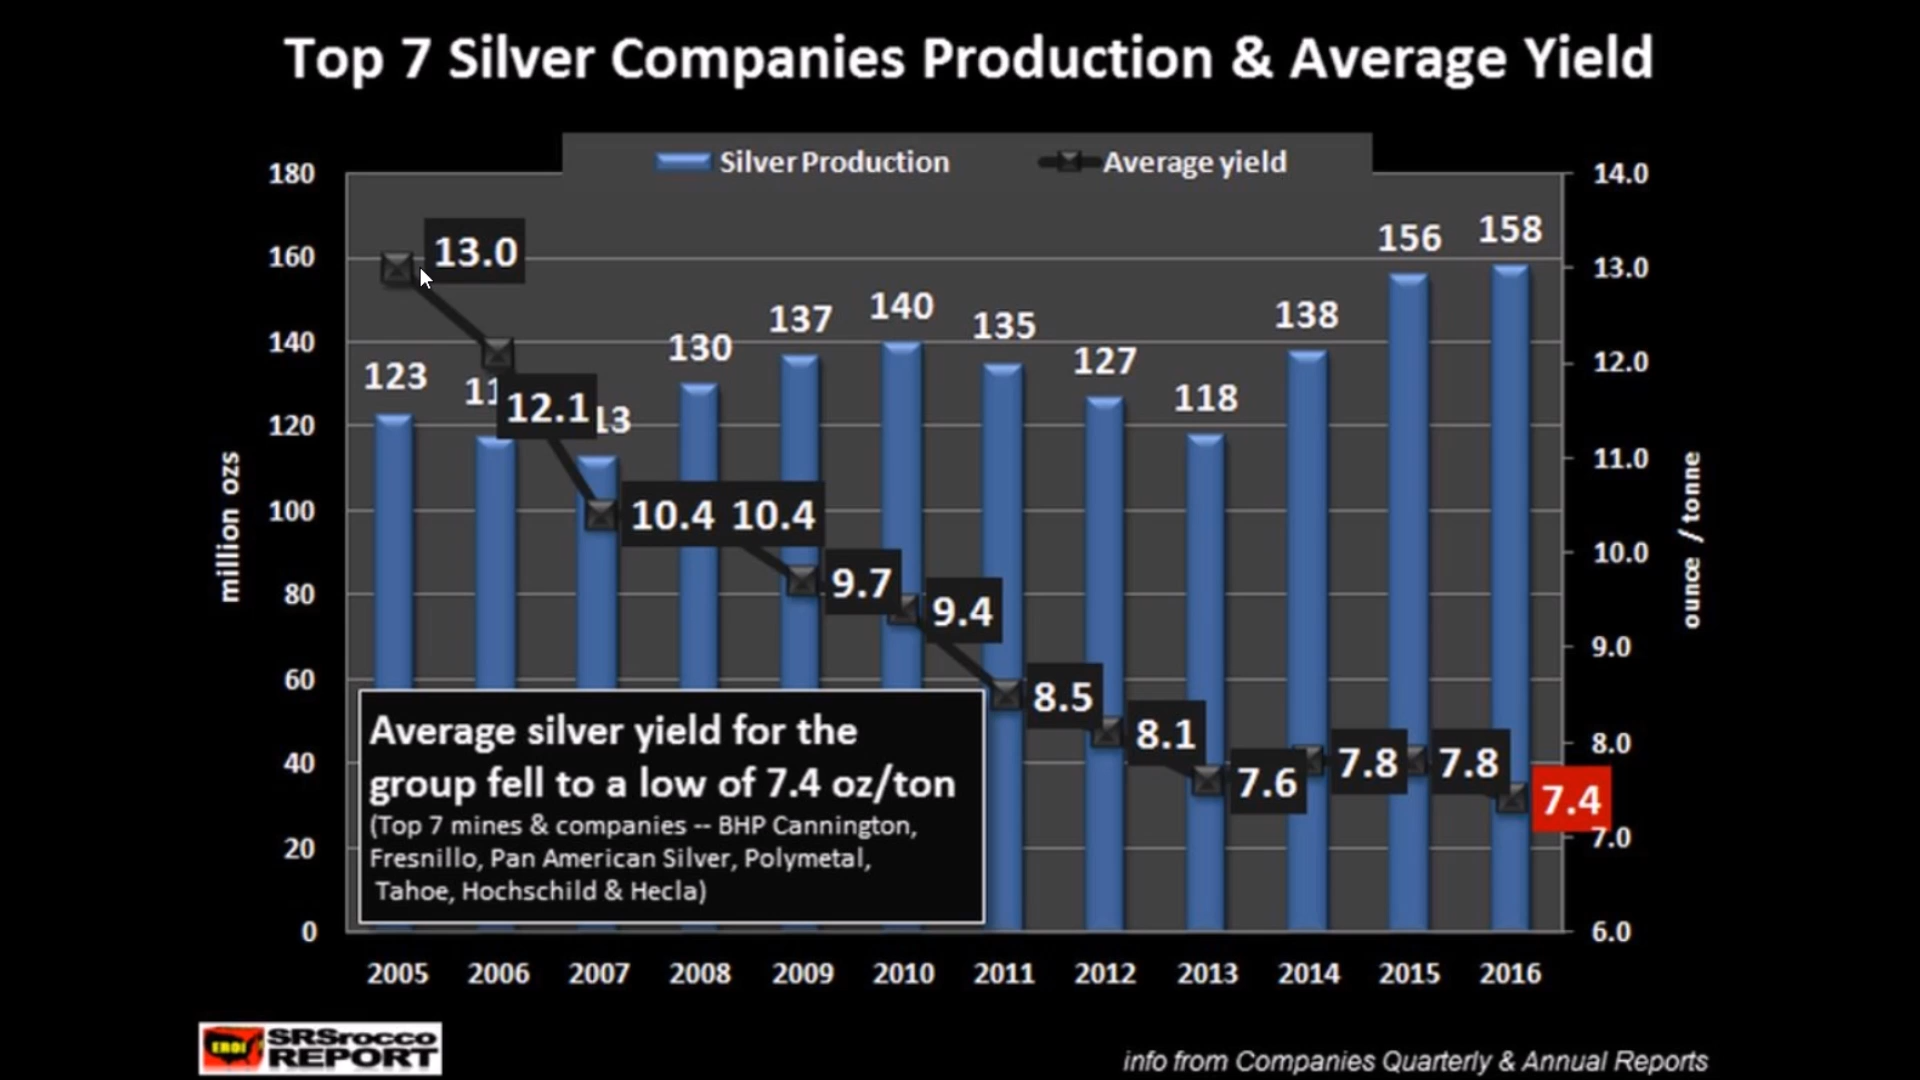 Top 7 Silver Companies Production & Average Yield
Silver Production Average yield
180
160
140
120
100
80
60
40
20
0
million ozs
14.0
13.0
12.0
11.0
10.0
9.0
8.0
7.0
6.0
ounce / tonne
123
130
137
140
135
127
118
138
156
158
13.0
12.1
10.4
10.4
9.7
9.4
8.5
8.1
7.6
7.8
7.8
7.4
Average silver yield for the
group fell to a low of 7.4 oz/ton
(Top 7 mines & companies -- BHP Cannington,
Fresnillo, Pan American Silver, Polymetal,
Tahoe, Hochschild & Hecla)
2005 2006 2007 2008 2009 2010 2011 2012 2013 2014 2015 2016
EROI
SRSrocco
REPORT
info from Companies Quarterly & Annual Reports